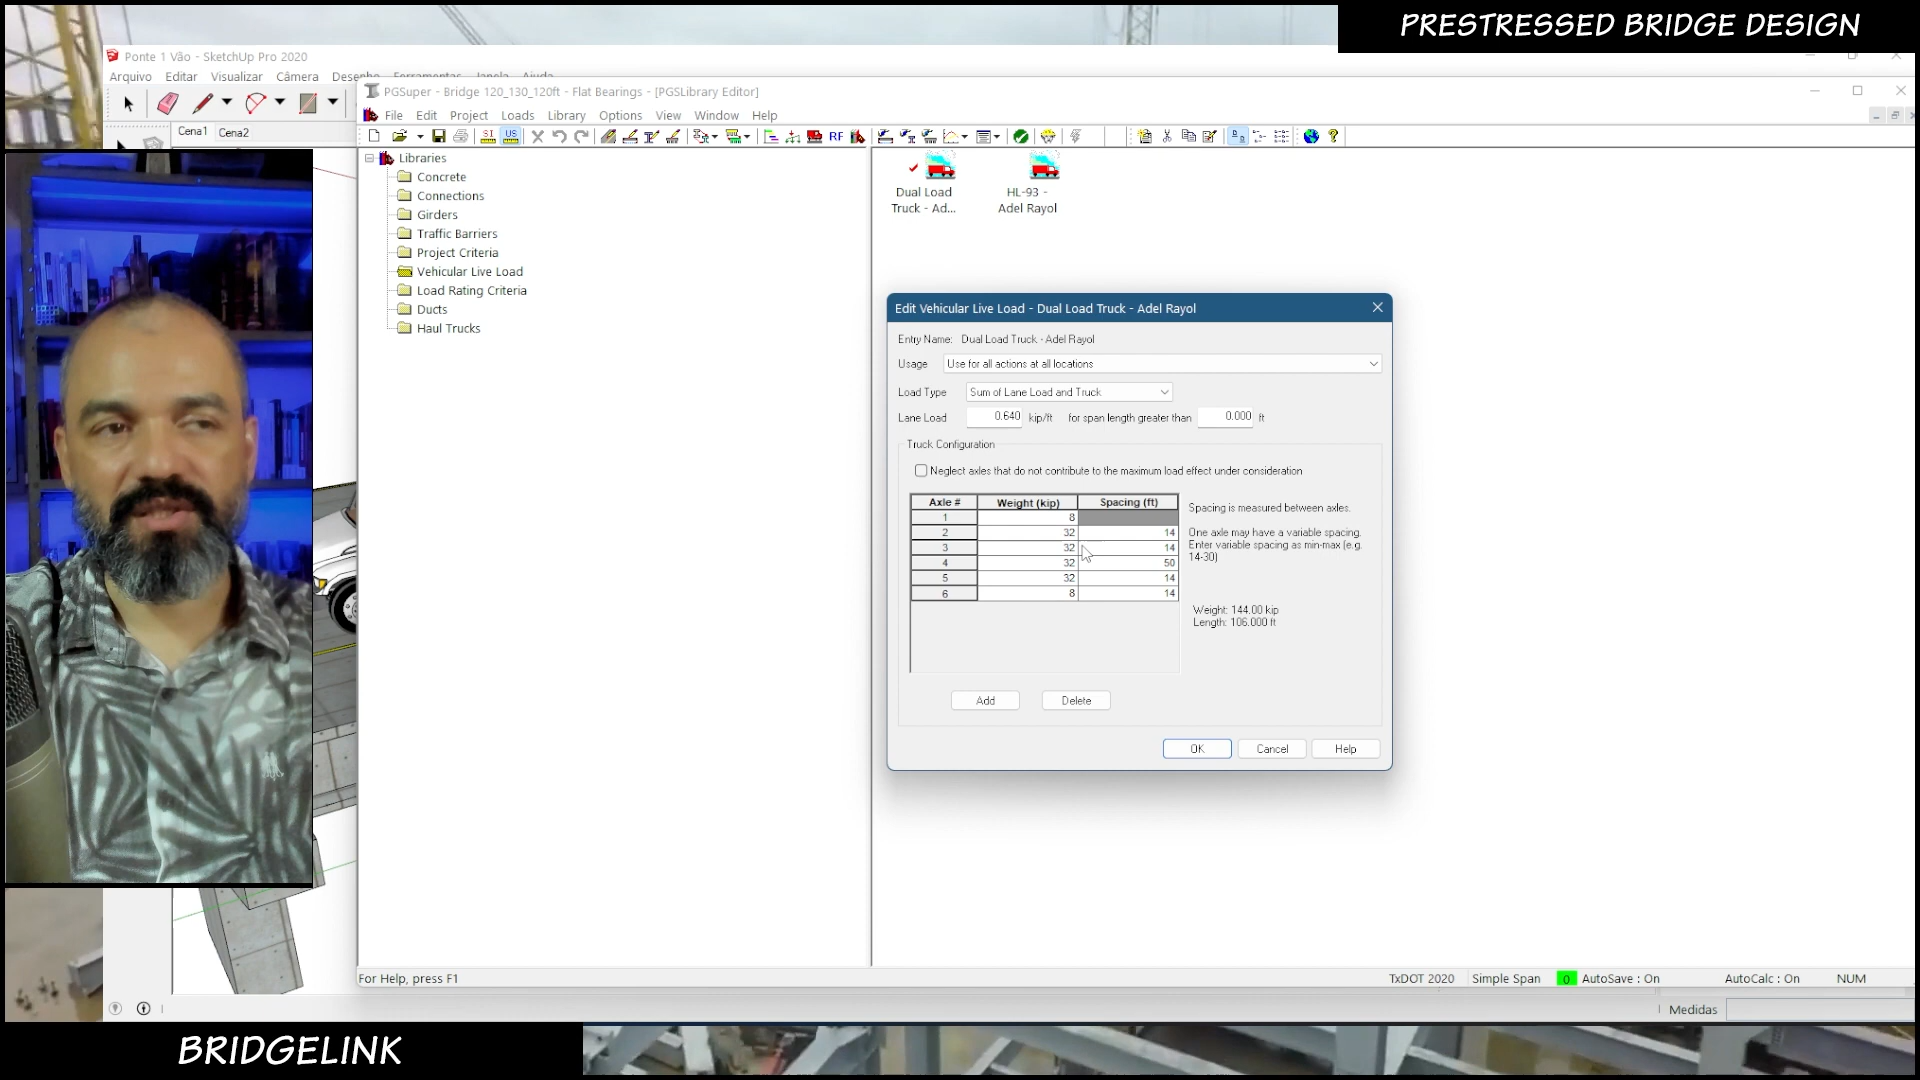 PRESTRESSED BRIDGE DESIGN
Ponte 1 Vão - SketchUp Pro 2020
Arquivo Editar Visualizar Câmera Desenho Ferramentas Janela Ajuda
Cena1 Cena2
PGSuper - Bridge 120_130_120ft - Flat Bearings - [PGSLibrary Editor]
File Edit Project Loads Library Options View Window Help
SI US RF
Libraries
Concrete
Connections
Girders
Traffic Barriers
Project Criteria
Vehicular Live Load
Load Rating Criteria
Ducts
Haul Trucks
Dual Load
Truck - Ad...
HL-93 -
Adel Rayol
Edit Vehicular Live Load - Dual Load Truck - Adel Rayol
Entry Name: Dual Load Truck - Adel Rayol
Usage Use for all actions at all locations
Load Type Sum of Lane Load and Truck
Lane Load 0.640 kip/ft for span length greater than 0.000 ft
Truck Configuration
Neglect axles that do not contribute to the maximum load effect under consideration
Axle # Weight (kip) Spacing (ft)
1 8
2 32 14
3 32 14
4 32 50
5 32 14
6 8 14
Spacing is measured between axles.
One axle may have a variable spacing.
Enter variable spacing as min-max (e.g.
14-30)
Weight: 144.00 kip
Length: 106.000 ft
Add Delete
OK Cancel Help
For Help, press F1
TxDOT 2020 Simple Span 0 AutoSave : On AutoCalc : On NUM
Medidas
BRIDGELINK